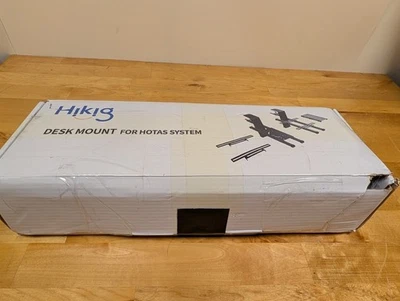 Hikig
DESK MOUNT FOR HOTAS SYSTEM